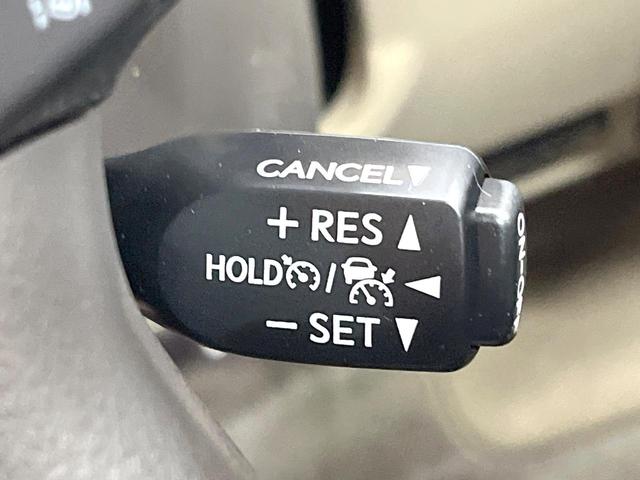 CANCEL
+ RES
HOLD /
− SET
ON-OFF